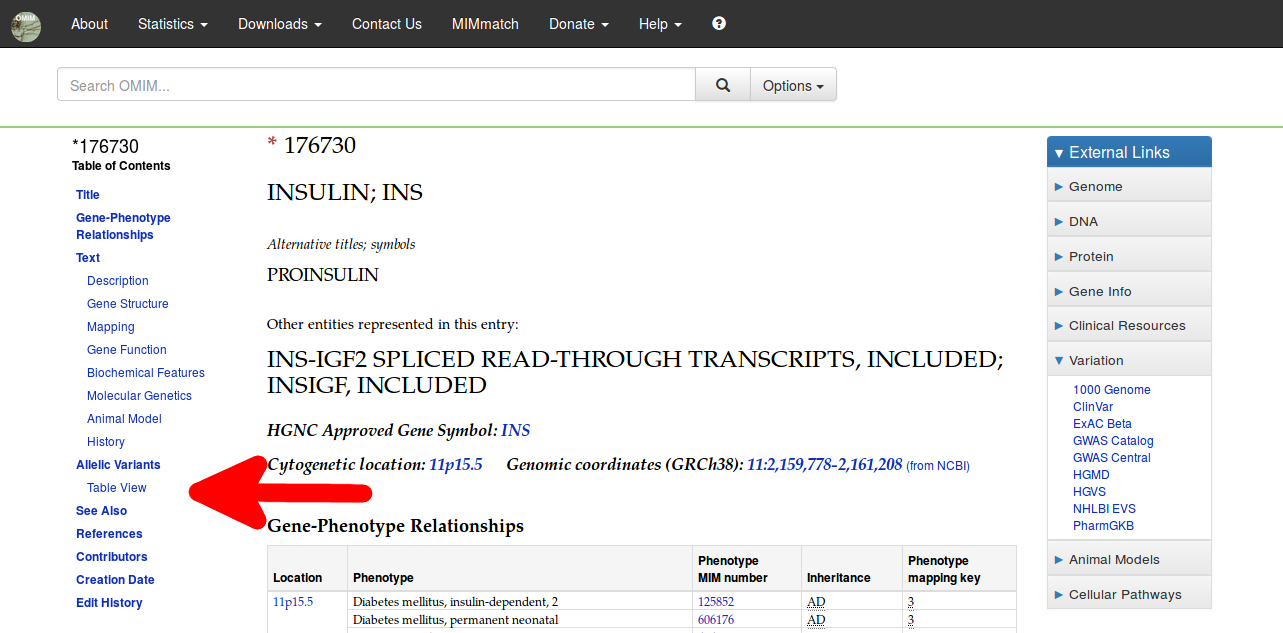 OMIM
About Statistics Downloads Contact Us MIMmatch Donate Help ?
Search OMIM...
Options
*176730
Table of Contents
Title
Gene-Phenotype
Relationships
Text
Description
Gene Structure
Mapping
Gene Function
Biochemical Features
Molecular Genetics
Animal Model
History
Allelic Variants
Table View
See Also
References
Contributors
Creation Date
Edit History
* 176730
INSULIN; INS
Alternative titles; symbols
PROINSULIN
Other entities represented in this entry:
INS-IGF2 SPLICED READ-THROUGH TRANSCRIPTS, INCLUDED;
INSIGF, INCLUDED
HGNC Approved Gene Symbol: INS
Cytogenetic location: 11p15.5 Genomic coordinates (GRCh38): 11:2,159,778-2,161,208 (from NCBI)
Gene-Phenotype Relationships
Location Phenotype Phenotype MIM number Inheritance Phenotype mapping key
11p15.5 Diabetes mellitus, insulin-dependent, 2 125852 AD 3
Diabetes mellitus, permanent neonatal 606176 AD 3
External Links
Genome
DNA
Protein
Gene Info
Clinical Resources
Variation
1000 Genome
ClinVar
ExAC Beta
GWAS Catalog
GWAS Central
HGMD
HGVS
NHLBI EVS
PharmGKB
Animal Models
Cellular Pathways